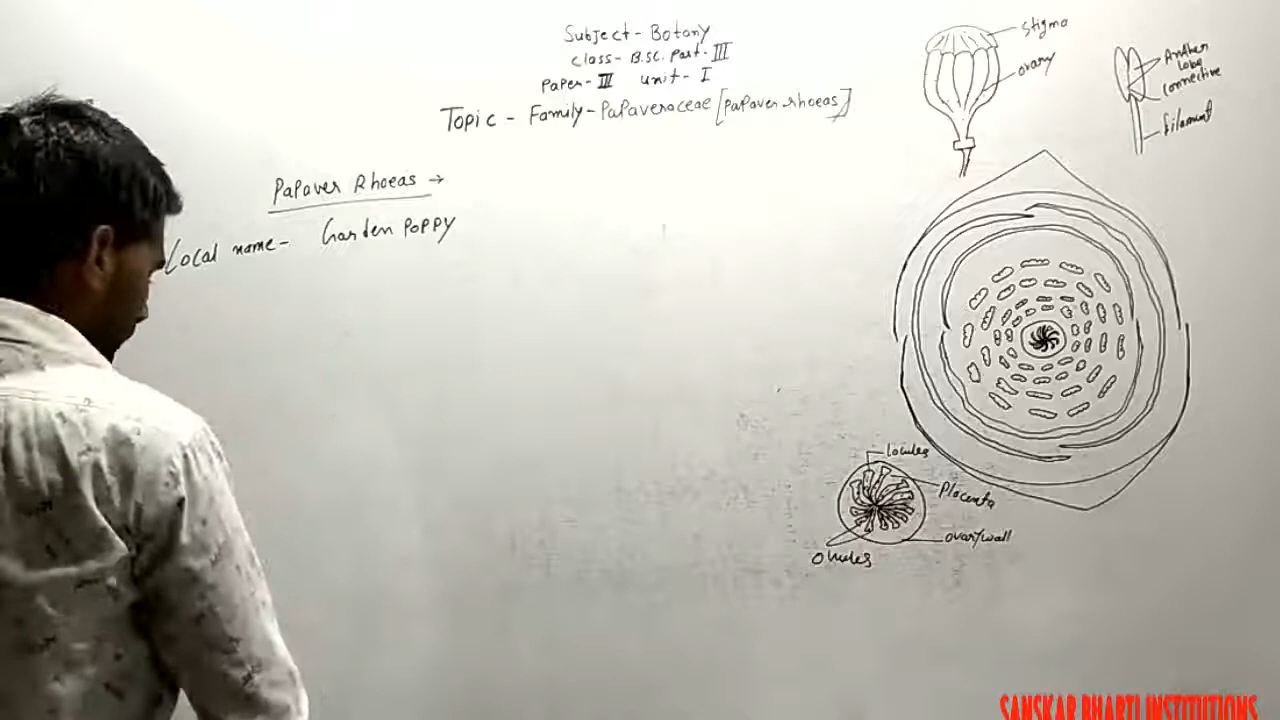 Subject - Botany
Class - B.Sc. Part - III
Paper - III Unit - I
Topic - Family - Papaveraceae [Papaver rhoeas]
Papaver Rhoeas →
Local name - Garden Poppy
Stigma
ovary
Anther
lobe
Connective
filament
locules
Placenta
ovary wall
Ovules
SANSKAR BHARTI INSTITUTIONS